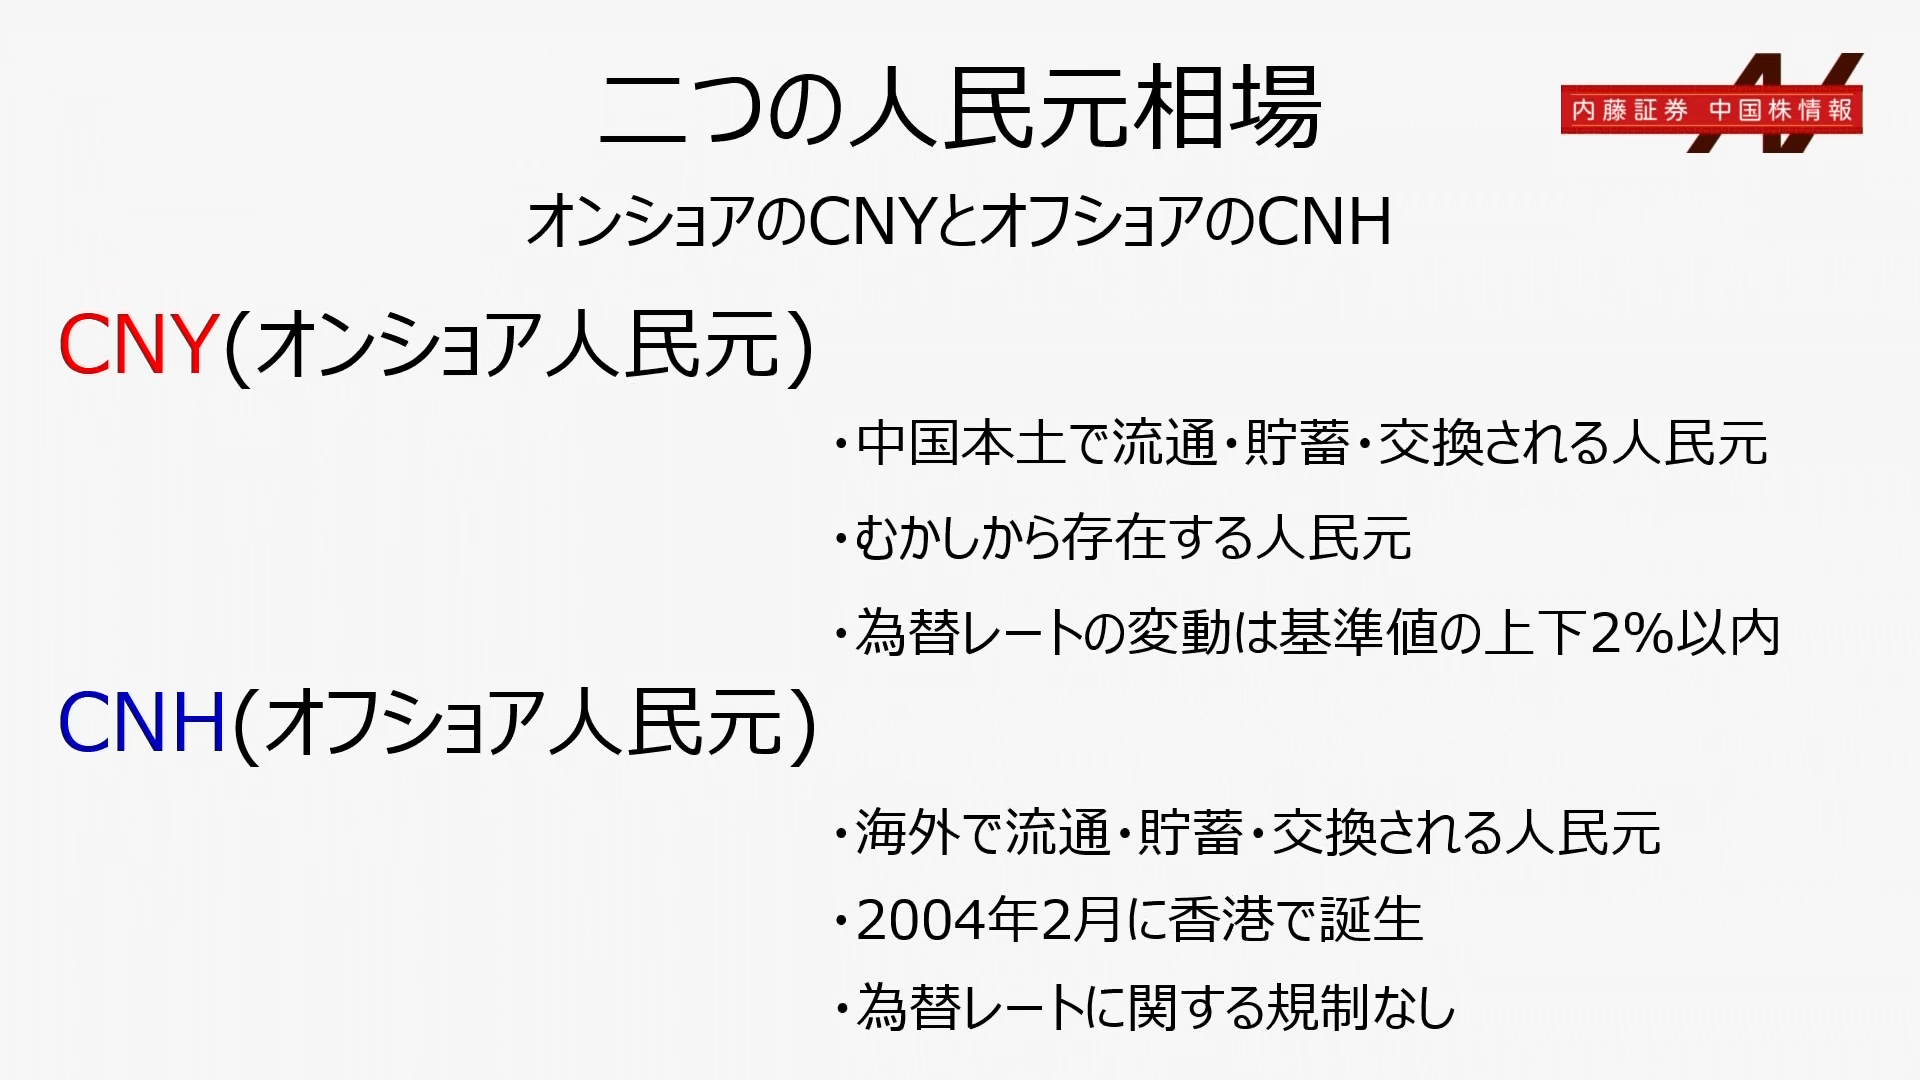 二つの人民元相場
内藤証券 中国株情報
オンショアのCNYとオフショアのCNH
CNY(オンショア人民元)
・中国本土で流通・貯蓄・交換される人民元
・むかしから存在する人民元
・為替レートの変動は基準値の上下2%以内
CNH(オフショア人民元)
・海外で流通・貯蓄・交換される人民元
・2004年2月に香港で誕生
・為替レートに関する規制なし